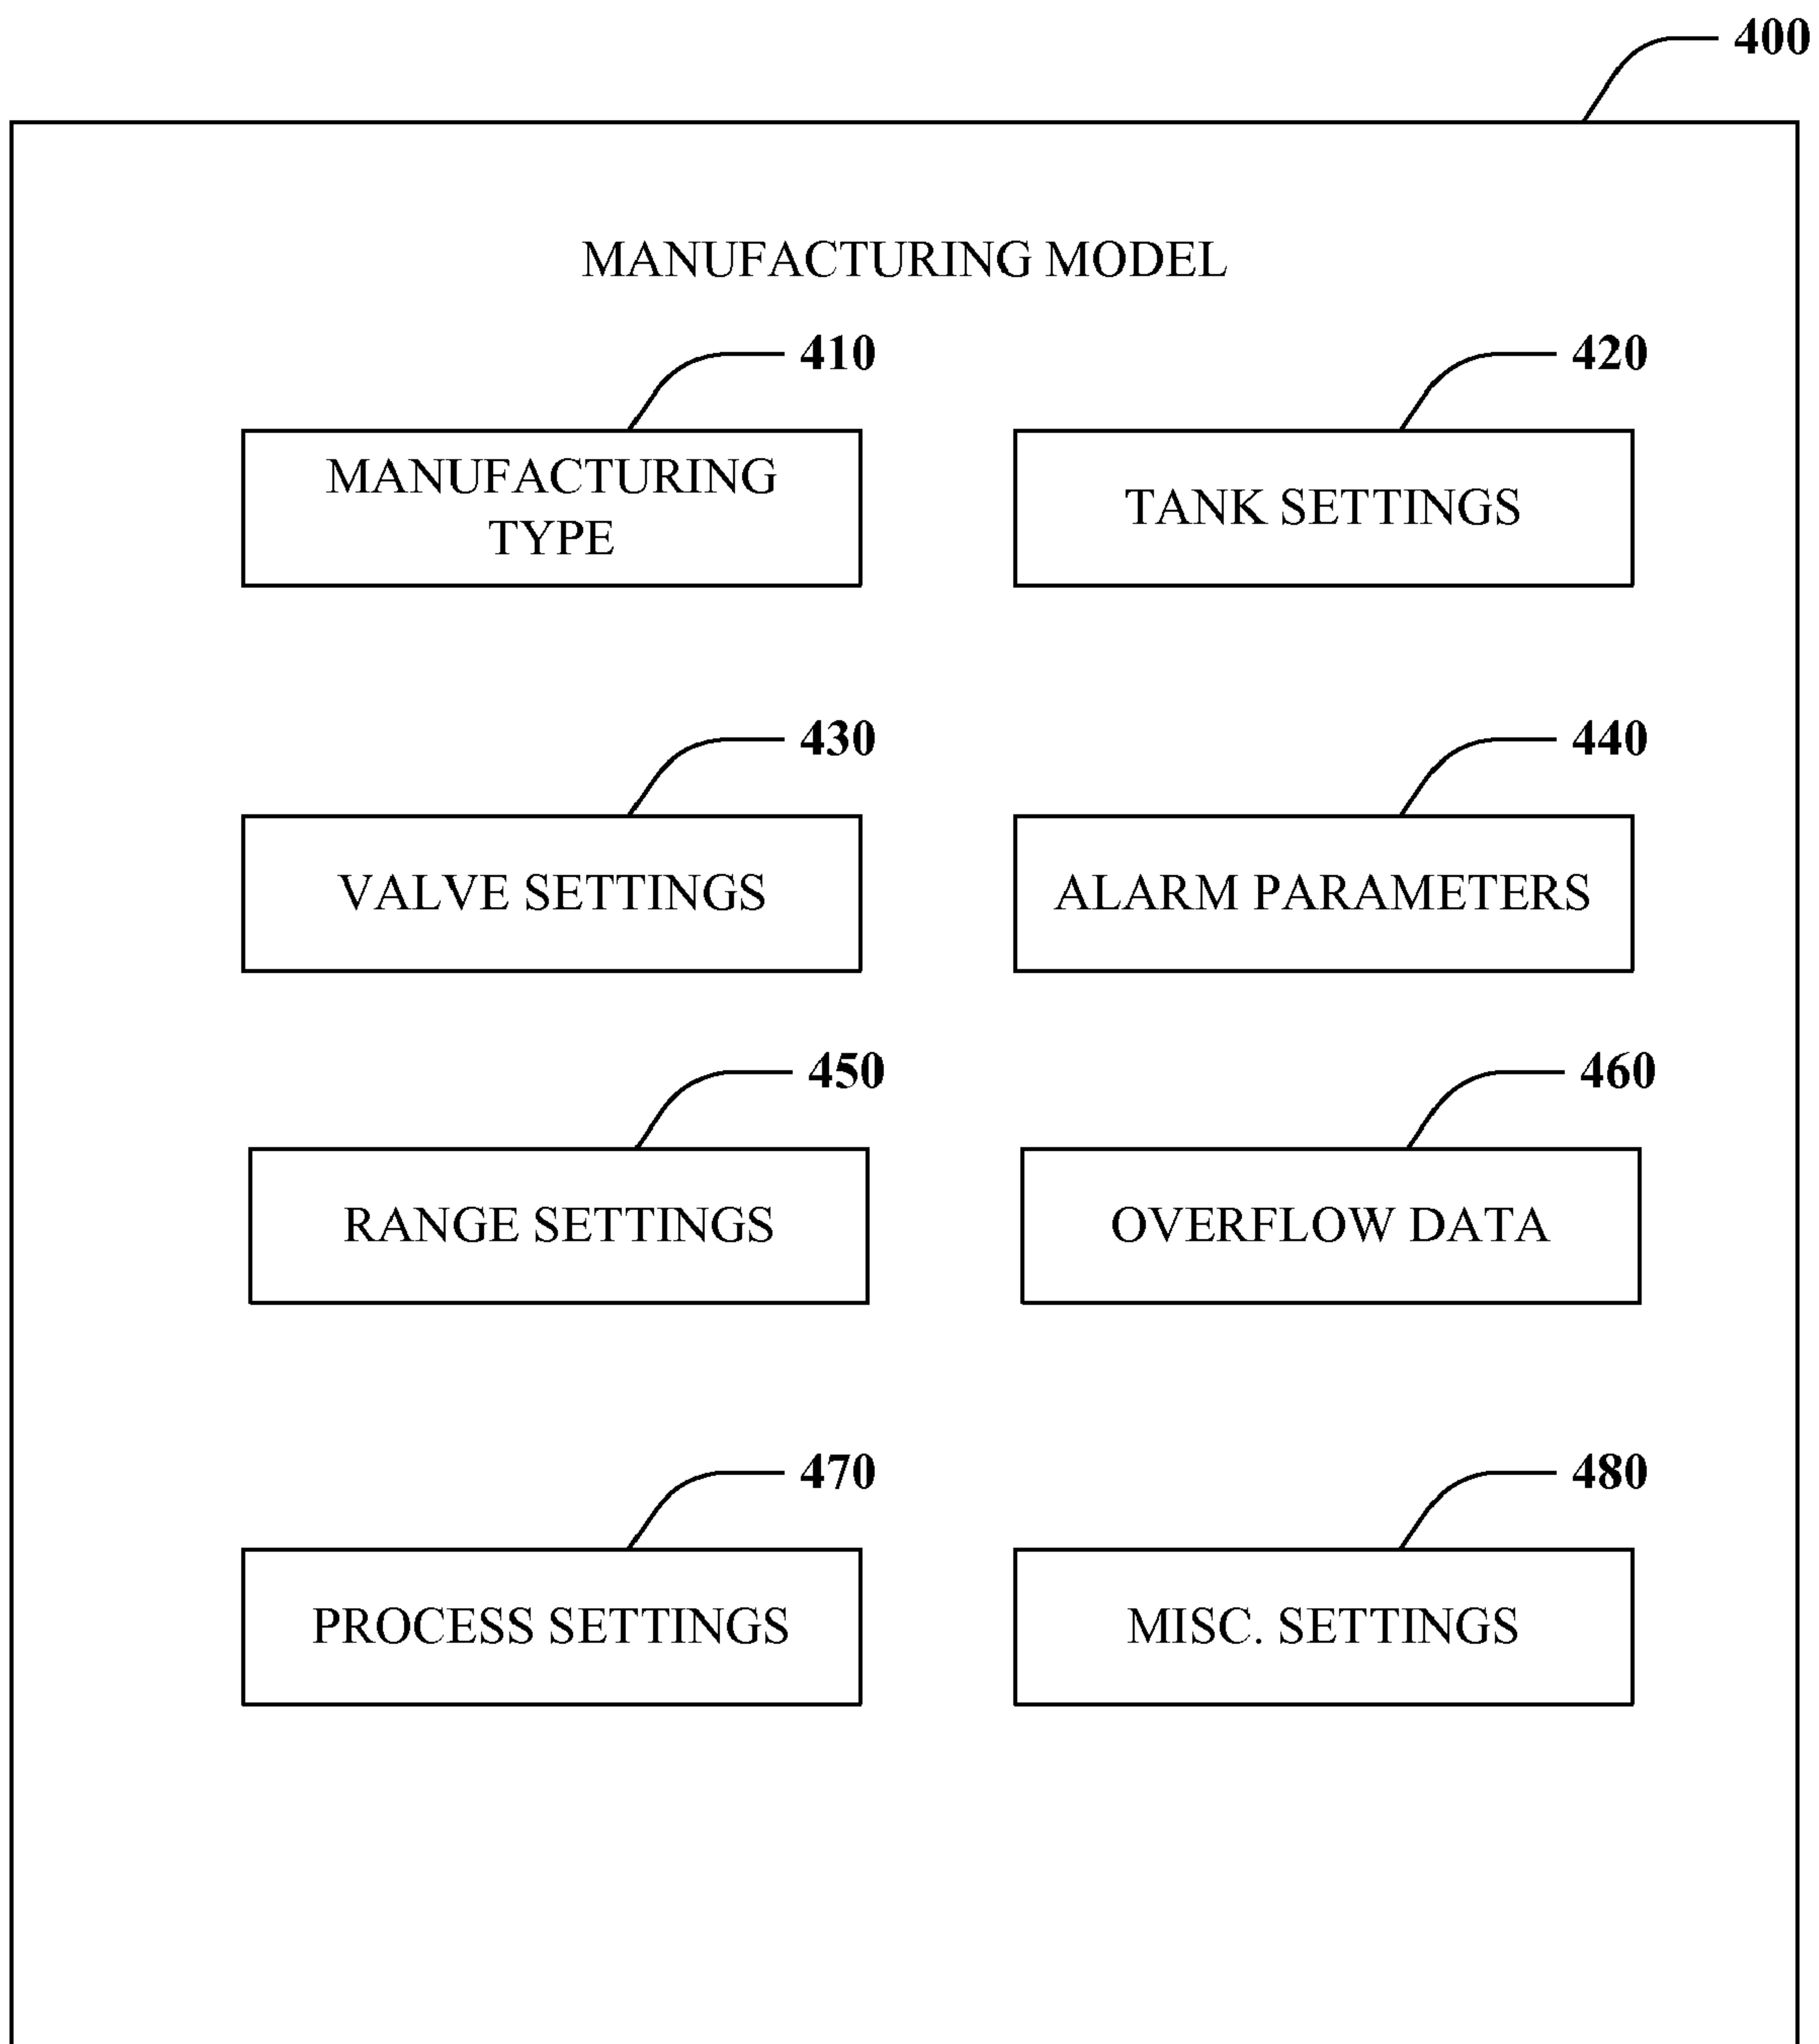 400
MANUFACTURING MODEL
410
420
MANUFACTURING
TYPE
TANK SETTINGS
430
440
VALVE SETTINGS
ALARM PARAMETERS
450
460
RANGE SETTINGS
OVERFLOW DATA
470
480
PROCESS SETTINGS
MISC. SETTINGS